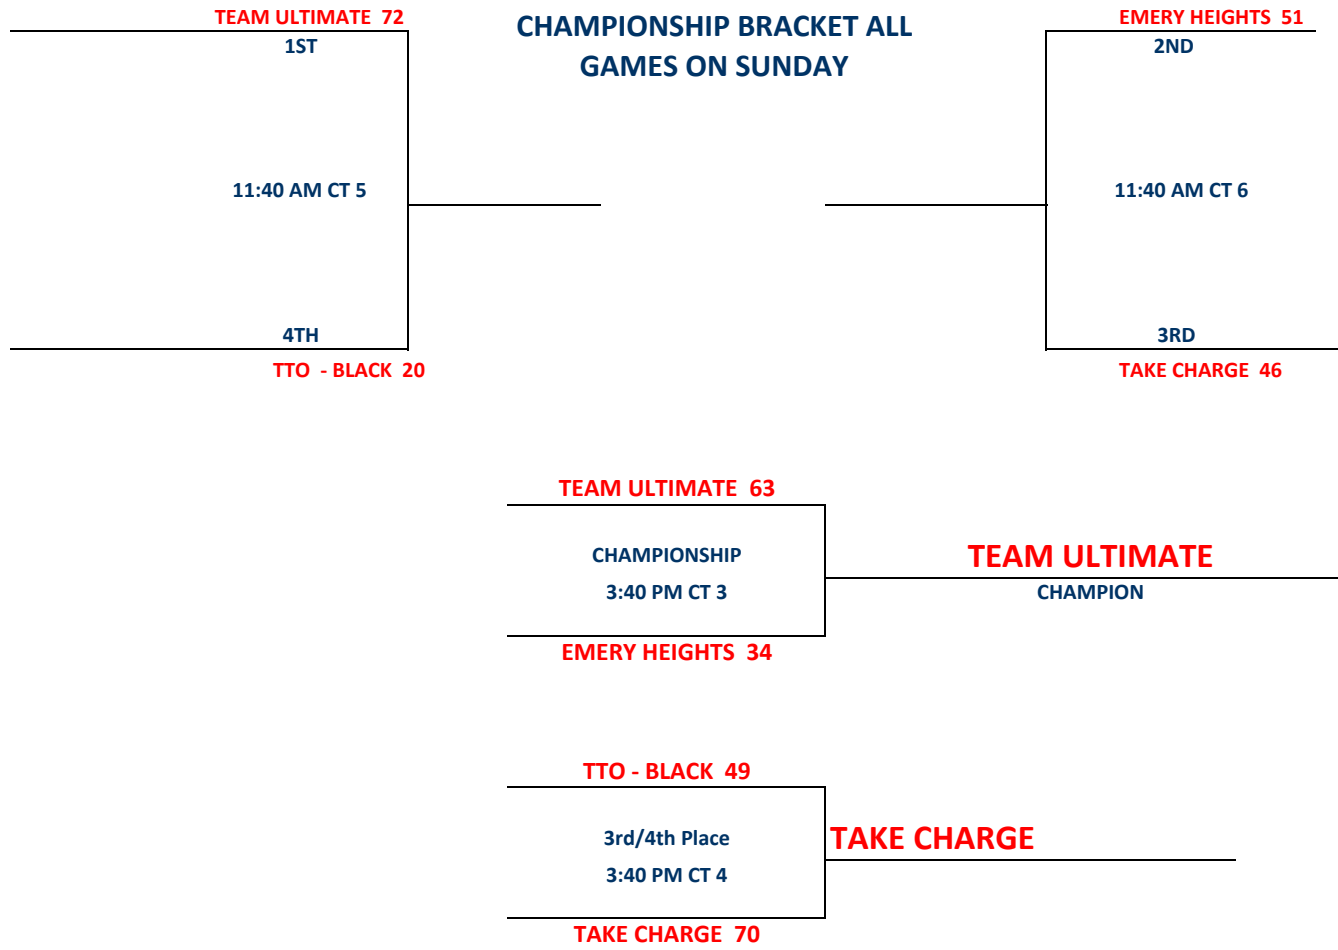 TEAM ULTIMATE 72
1ST
CHAMPIONSHIP BRACKET ALL
GAMES ON SUNDAY
EMERY HEIGHTS 51
2ND
11:40 AM CT 5
11:40 AM CT 6
4TH
TTO - BLACK 20
3RD
TAKE CHARGE 46
TEAM ULTIMATE 63
CHAMPIONSHIP
3:40 PM CT 3
EMERY HEIGHTS 34
TEAM ULTIMATE
CHAMPION
TTO - BLACK 49
3rd/4th Place
3:40 PM CT 4
TAKE CHARGE 70
TAKE CHARGE